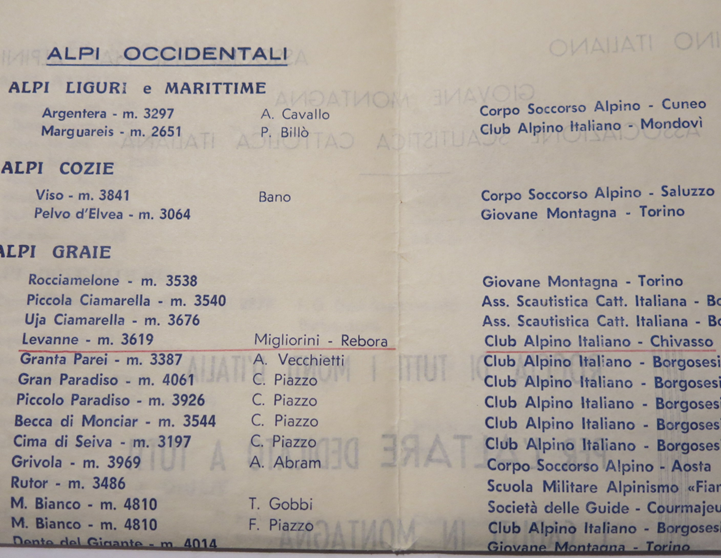 ALPI OCCIDENTALI
ALPI LIGURI e MARITTIME
Argentera - m. 3297 A. Cavallo Corpo Soccorso Alpino - Cuneo
Marguareis - m. 2651 P. Billò Club Alpino Italiano - Mondovì
ALPI COZIE
Viso - m. 3841 Bano Corpo Soccorso Alpino - Saluzzo
Pelvo d'Elvea - m. 3064 Giovane Montagna - Torino
ALPI GRAIE
Rocciamelone - m. 3538 Giovane Montagna - Torino
Piccola Ciamarella - m. 3540 Ass. Scautistica Catt. Italiana - Bo
Uja Ciamarella - m. 3676 Ass. Scautistica Catt. Italiana - Bo
Levanne - m. 3619 Migliorini - Rebora Club Alpino Italiano - Chivasso
Granta Parei - m. 3387 A. Vecchietti Club Alpino Italiano - Borgosesi
Gran Paradiso - m. 4061 C. Piazzo Club Alpino Italiano - Borgosesi
Piccolo Paradiso - m. 3926 C. Piazzo Club Alpino Italiano - Borgosesi
Becca di Monciar - m. 3544 C. Piazzo Club Alpino Italiano - Borgosesi
Cima di Seiva - m. 3197 C. Piazzo Club Alpino Italiano - Borgosesi
Grivola - m. 3969 A. Abram Corpo Soccorso Alpino - Aosta
Rutor - m. 3486 Scuola Militare Alpinismo «Fiam
M. Bianco - m. 4810 T. Gobbi Società delle Guide - Courmajeu
M. Bianco - m. 4810 F. Piazzo Club Alpino Italiano - Borgosesi
Dente del Gigante - m. 4014 Giovane Montagna - Torino